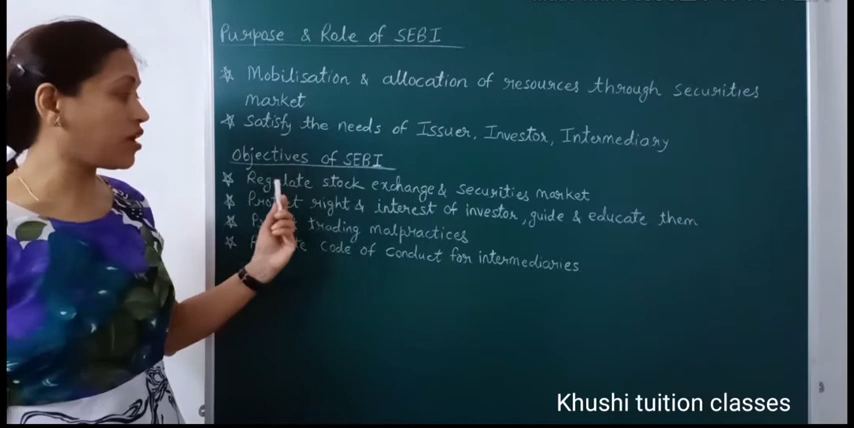 Purpose & Role of SEBI
☆ Mobilisation & allocation of resources through securities
market
☆ Satisfy the needs of Issuer, Investor, Intermediary
Objectives of SEBI
☆ Regulate stock exchange & securities market
☆ right & interest of investor, guide & educate them
☆ trading malpractices
☆ code of conduct for intermediaries
Khushi tuition classes